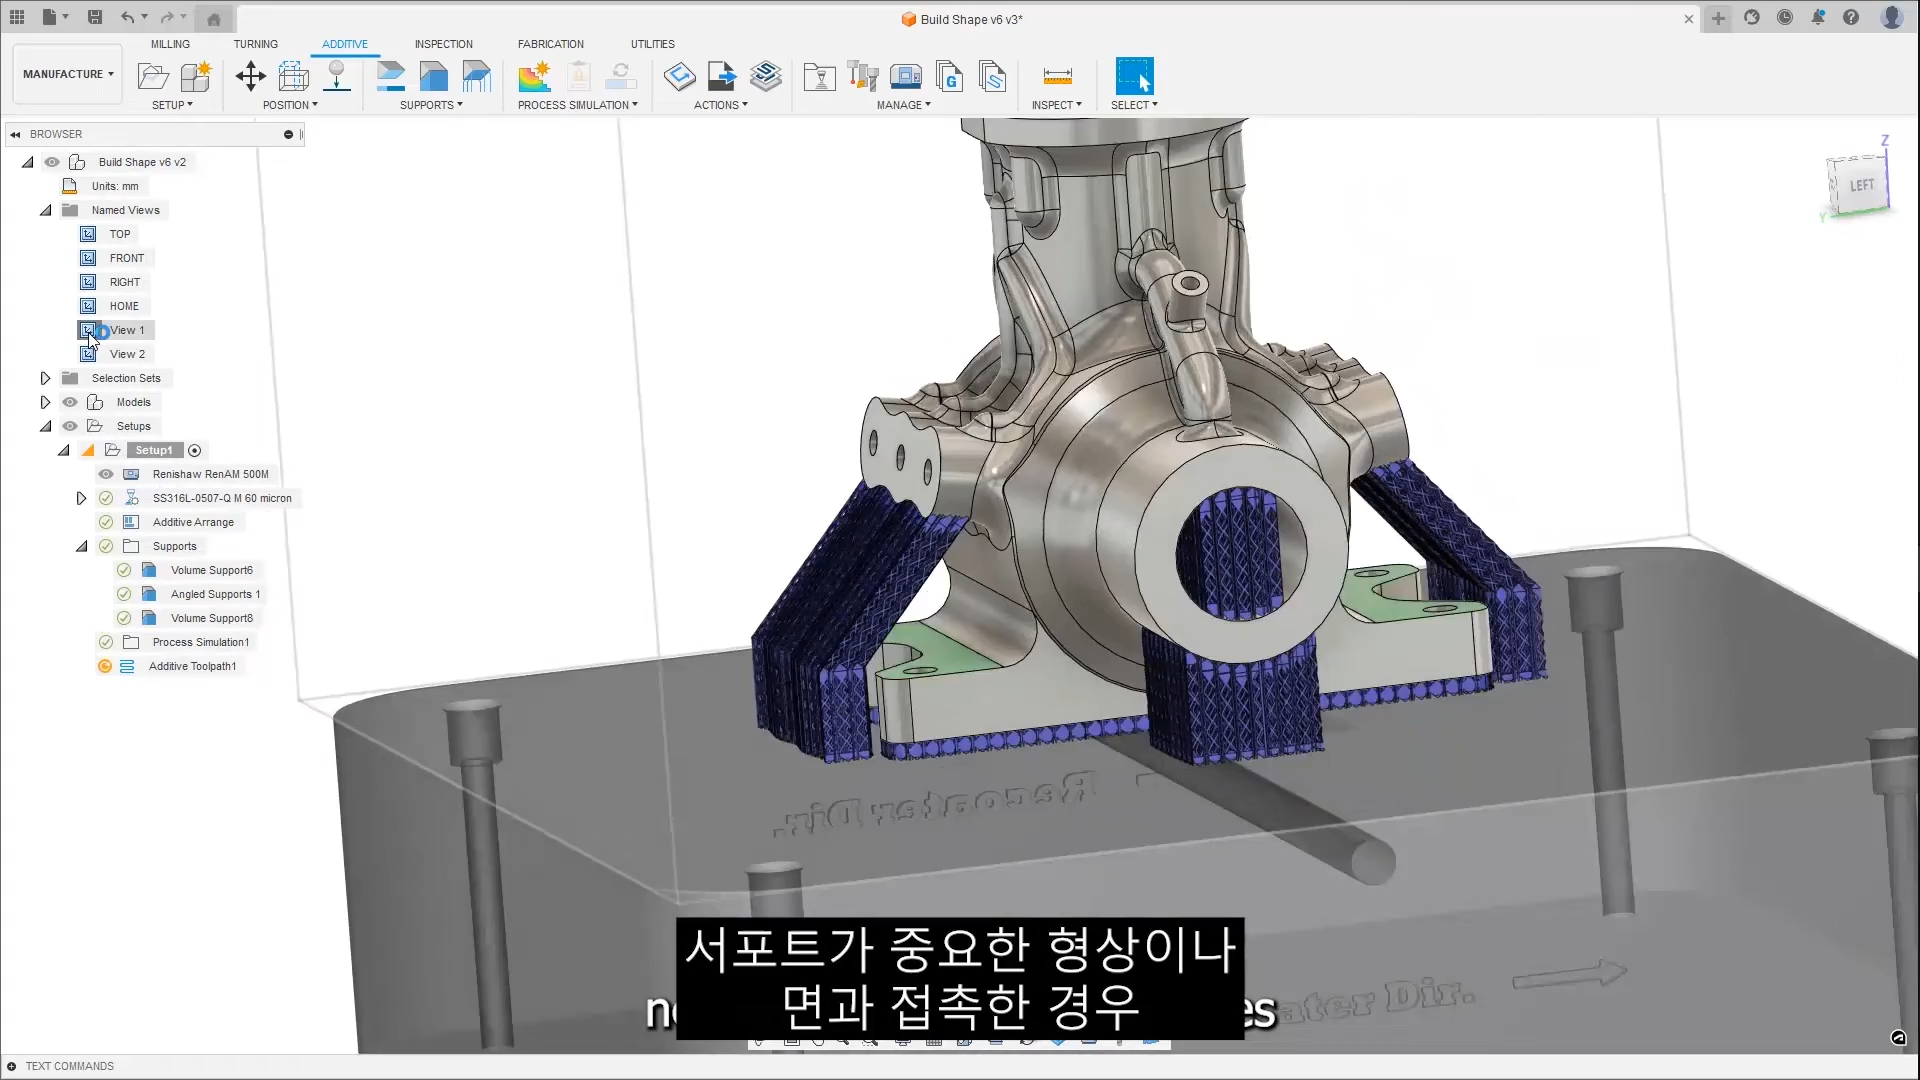 Build Shape v6 v3*
MILLING TURNING ADDITIVE INSPECTION FABRICATION UTILITIES
MANUFACTURE
SETUP POSITION SUPPORTS PROCESS SIMULATION ACTIONS MANAGE INSPECT SELECT
BROWSER
Build Shape v6 v2
Units: mm
Named Views
TOP
FRONT
RIGHT
HOME
View 1
View 2
Selection Sets
Models
Setups
Setup1
Renishaw RenAM 500M
SS316L-0507-Q M 60 micron
Additive Arrange
Supports
Volume Support6
Angled Supports 1
Volume Support8
Process Simulation1
Additive Toolpath1
Z
LEFT
Y
Recoater Dir.
서포트가 중요한 형상이나
면과 접촉한 경우
Dir.
TEXT COMMANDS